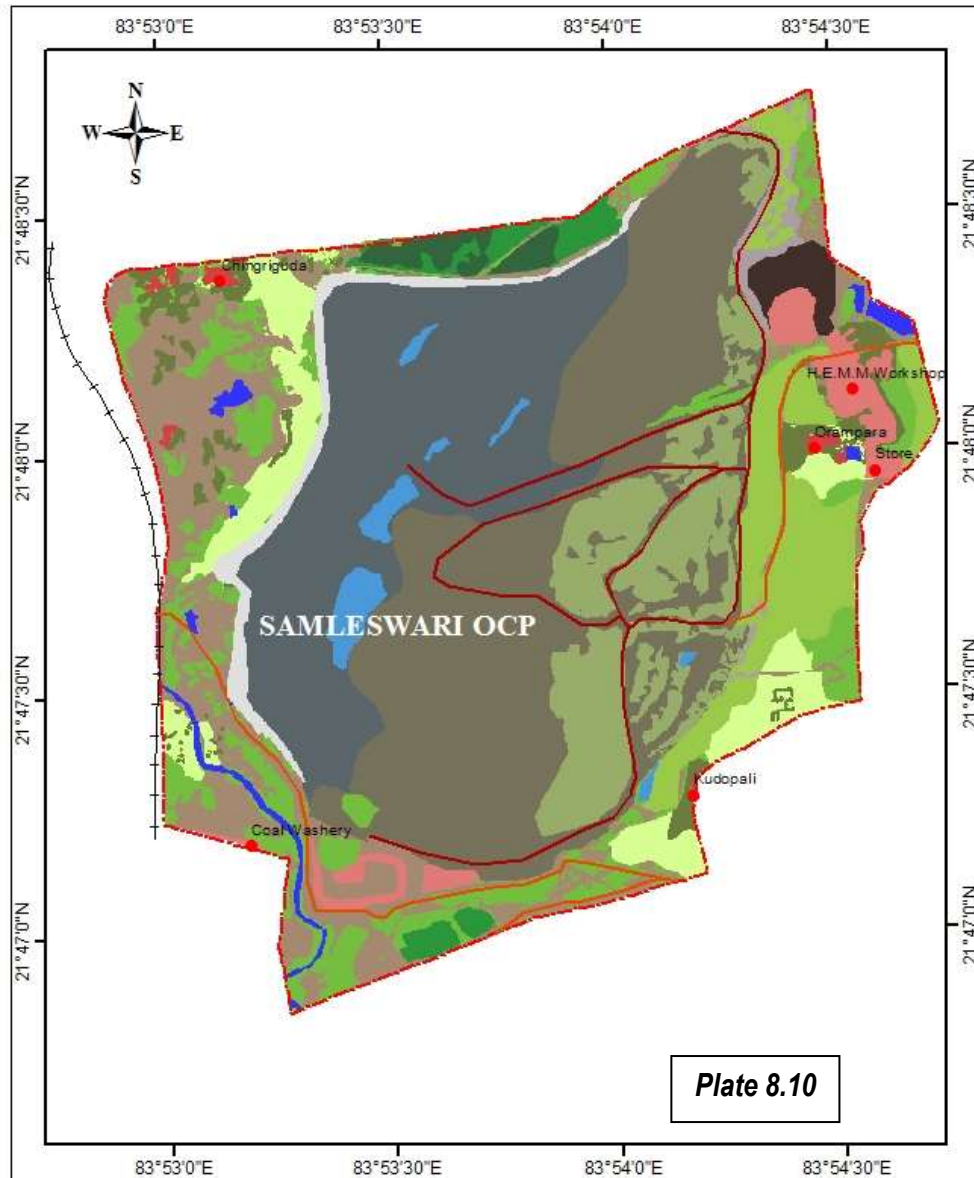 83°53'0"E 83°53'30"E 83°54'0"E 83°54'30"E
N
W E
S
21°48'30"N 21°48'30"N
Chingriguda
H.E.M.M Workshop
21°48'0"N 21°48'0"N
Orampara
Store
SAMLESWARI OCP
21°47'30"N 21°47'30"N
Kudopali
Coal Washery
21°47'0"N 21°47'0"N
Plate 8.10
83°53'0"E 83°53'30"E 83°54'0"E 83°54'30"E